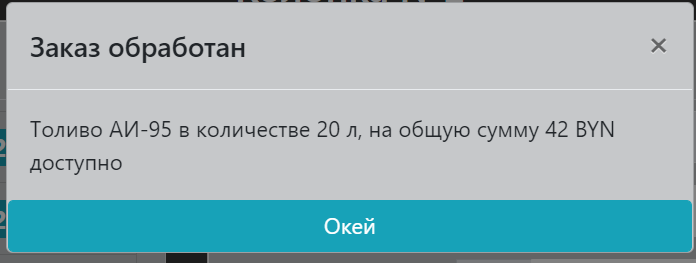 Заказ обработан
×
Толиво АИ-95 в количестве 20 л, на общую сумму 42 BYN
доступно
Окей